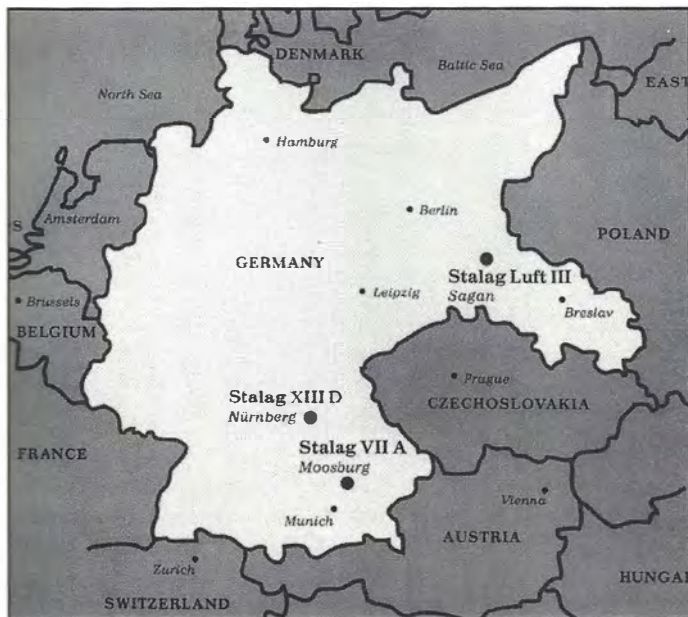 DENMARK
Baltic Sea
EAST
North Sea
Hamburg
Amsterdam
S
Berlin
POLAND
GERMANY
Stalag Luft III
Sagan
Leipzig
Breslav
Brussels
BELGIUM
Prague
CZECHOSLOVAKIA
Stalag XIII D
Nürnberg
FRANCE
Stalag VII A
Moosburg
Munich
Vienna
AUSTRIA
Zurich
SWITZERLAND
HUNGAI